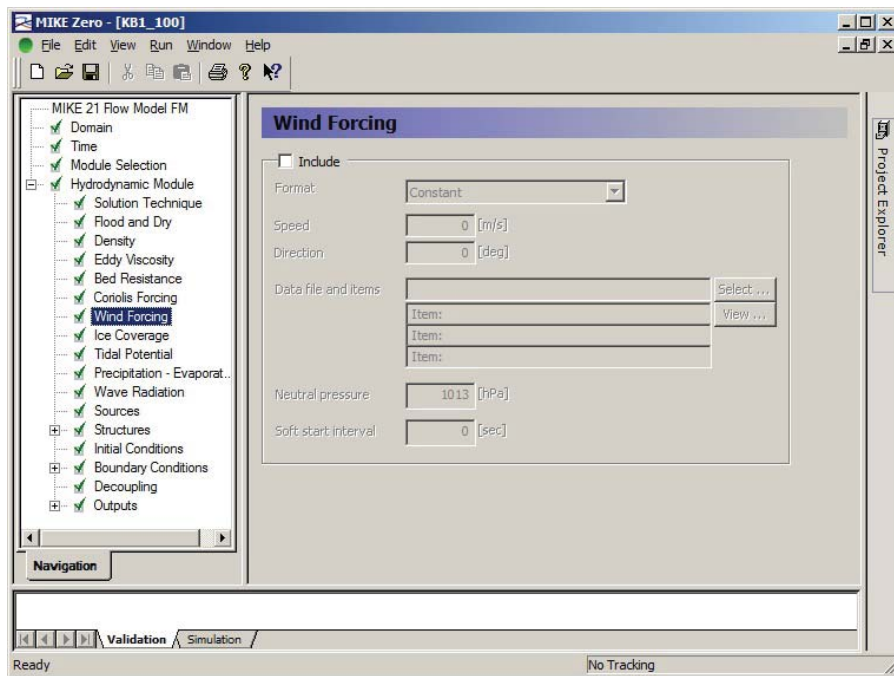 MIKE Zero - [KB1_100]
File Edit View Run Window Help
MIKE 21 Flow Model FM
Domain
Time
Module Selection
Hydrodynamic Module
Solution Technique
Flood and Dry
Density
Eddy Viscosity
Bed Resistance
Coriolis Forcing
Wind Forcing
Ice Coverage
Tidal Potential
Precipitation - Evaporat..
Wave Radiation
Sources
Structures
Initial Conditions
Boundary Conditions
Decoupling
Outputs
Navigation
Wind Forcing
Include
Format Constant
Speed 0 [m/s]
Direction 0 [deg]
Data file and items Select ...
Item: View ...
Item:
Item:
Neutral pressure 1013 [hPa]
Soft start interval 0 [sec]
Project Explorer
Validation Simulation
Ready No Tracking